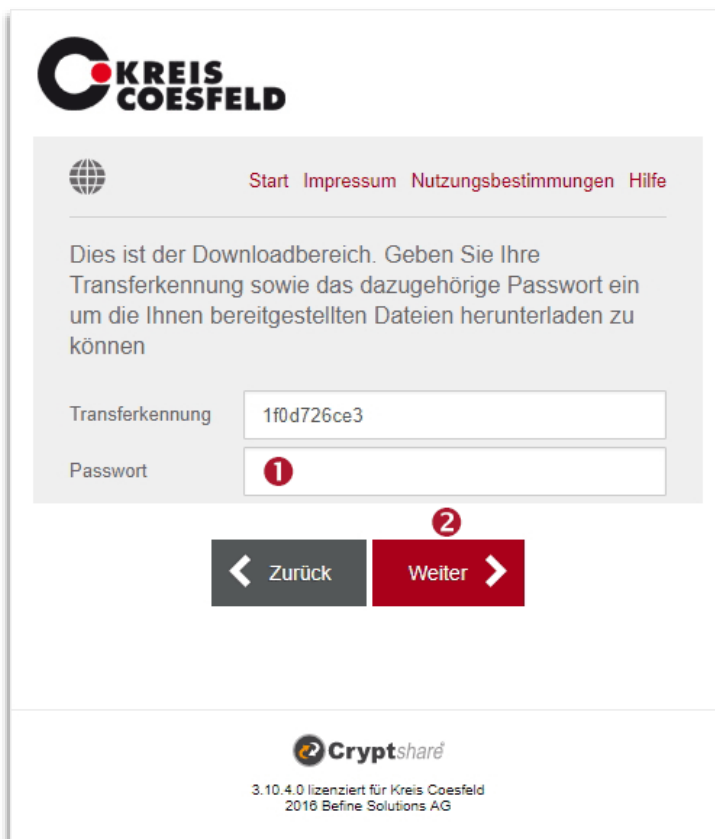 KREIS
COESFELD
Start Impressum Nutzungsbestimmungen Hilfe
Dies ist der Downloadbereich. Geben Sie Ihre
Transferkennung sowie das dazugehörige Passwort ein
um die Ihnen bereitgestellten Dateien herunterladen zu
können
Transferkennung 1f0d726ce3
Passwort 1
2
Zurück Weiter
Cryptshare
3.10.4.0 lizenziert für Kreis Coesfeld
2016 Befine Solutions AG